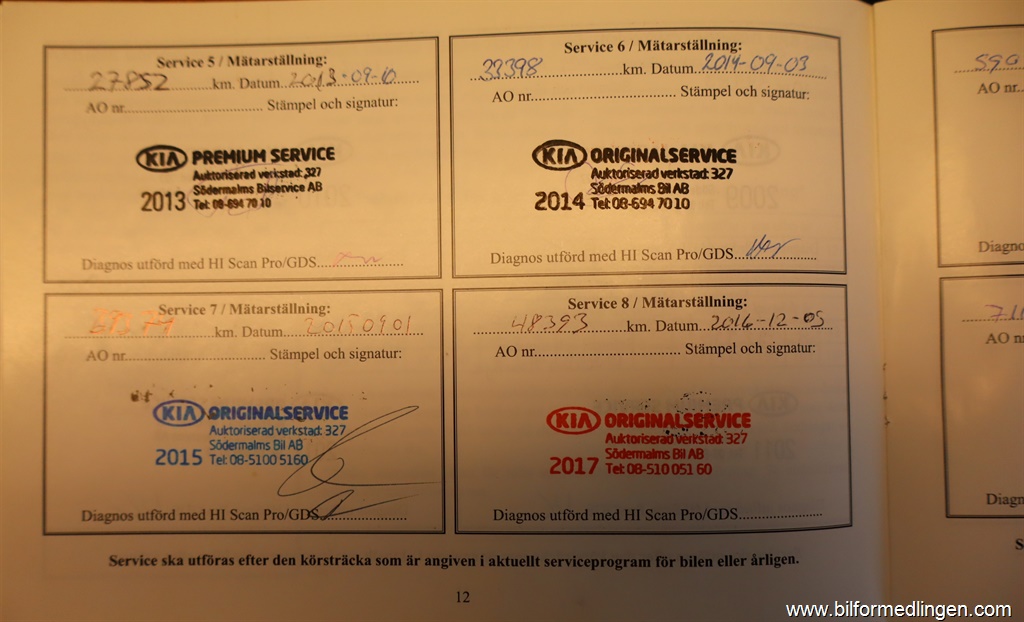 Service 5 / Mätarställning:
27852 km. Datum 2013-09-10
AO nr. Stämpel och signatur:
KIA PREMIUM SERVICE
Auktoriserad verkstad: 327
Södermalms Bilservice AB
2013 Tel: 08-694 70 10
Diagnos utförd med HI Scan Pro/GDS
Service 6 / Mätarställning:
33398 km. Datum 2014-09-03
AO nr. Stämpel och signatur:
KIA ORIGINALSERVICE
Auktoriserad verkstad: 327
Södermalms Bil AB
2014 Tel: 08-694 70 10
Diagnos utförd med HI Scan Pro/GDS
Service 7 / Mätarställning:
km. Datum 20150901
AO nr. Stämpel och signatur:
KIA ORIGINALSERVICE
Auktoriserad verkstad: 327
Södermalms Bil AB
2015 Tel: 08-5100 5160
Diagnos utförd med HI Scan Pro/GDS
Service 8 / Mätarställning:
48393 km. Datum 2016-12-05
AO nr. Stämpel och signatur:
KIA ORIGINALSERVICE
Auktoriserad verkstad: 327
Södermalms Bil AB
2017 Tel: 08-510 051 60
Diagnos utförd med HI Scan Pro/GDS
Service ska utföras efter den körsträcka som är angiven i aktuellt serviceprogram för bilen eller årligen.
12
AO nr.
AO n
www.bilformedlingen.com